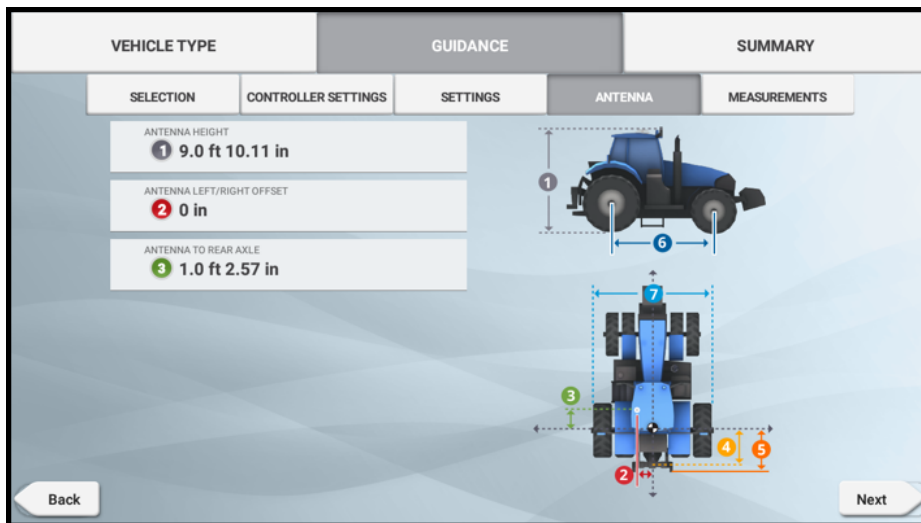 VEHICLE TYPE GUIDANCE SUMMARY
SELECTION CONTROLLER SETTINGS SETTINGS ANTENNA MEASUREMENTS
ANTENNA HEIGHT
1 9.0 ft 10.11 in
ANTENNA LEFT/RIGHT OFFSET
2 0 in
ANTENNA TO REAR AXLE
3 1.0 ft 2.57 in
1
6
7
3
4 5
2
Back Next